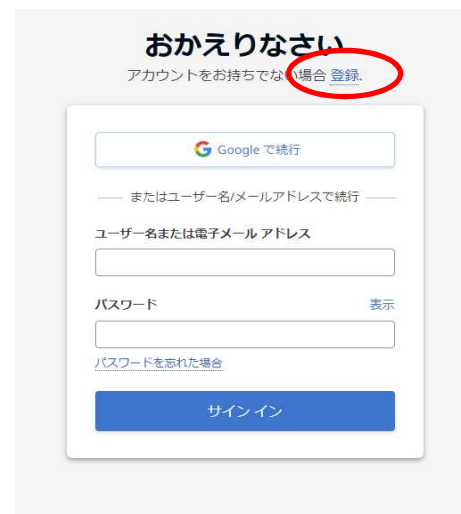 おかえりなさい
アカウントをお持ちでない場合 登録.
Google で続行
またはユーザー名/メールアドレスで続行
ユーザー名または電子メール アドレス
パスワード 表示
パスワードを忘れた場合
サイン イン